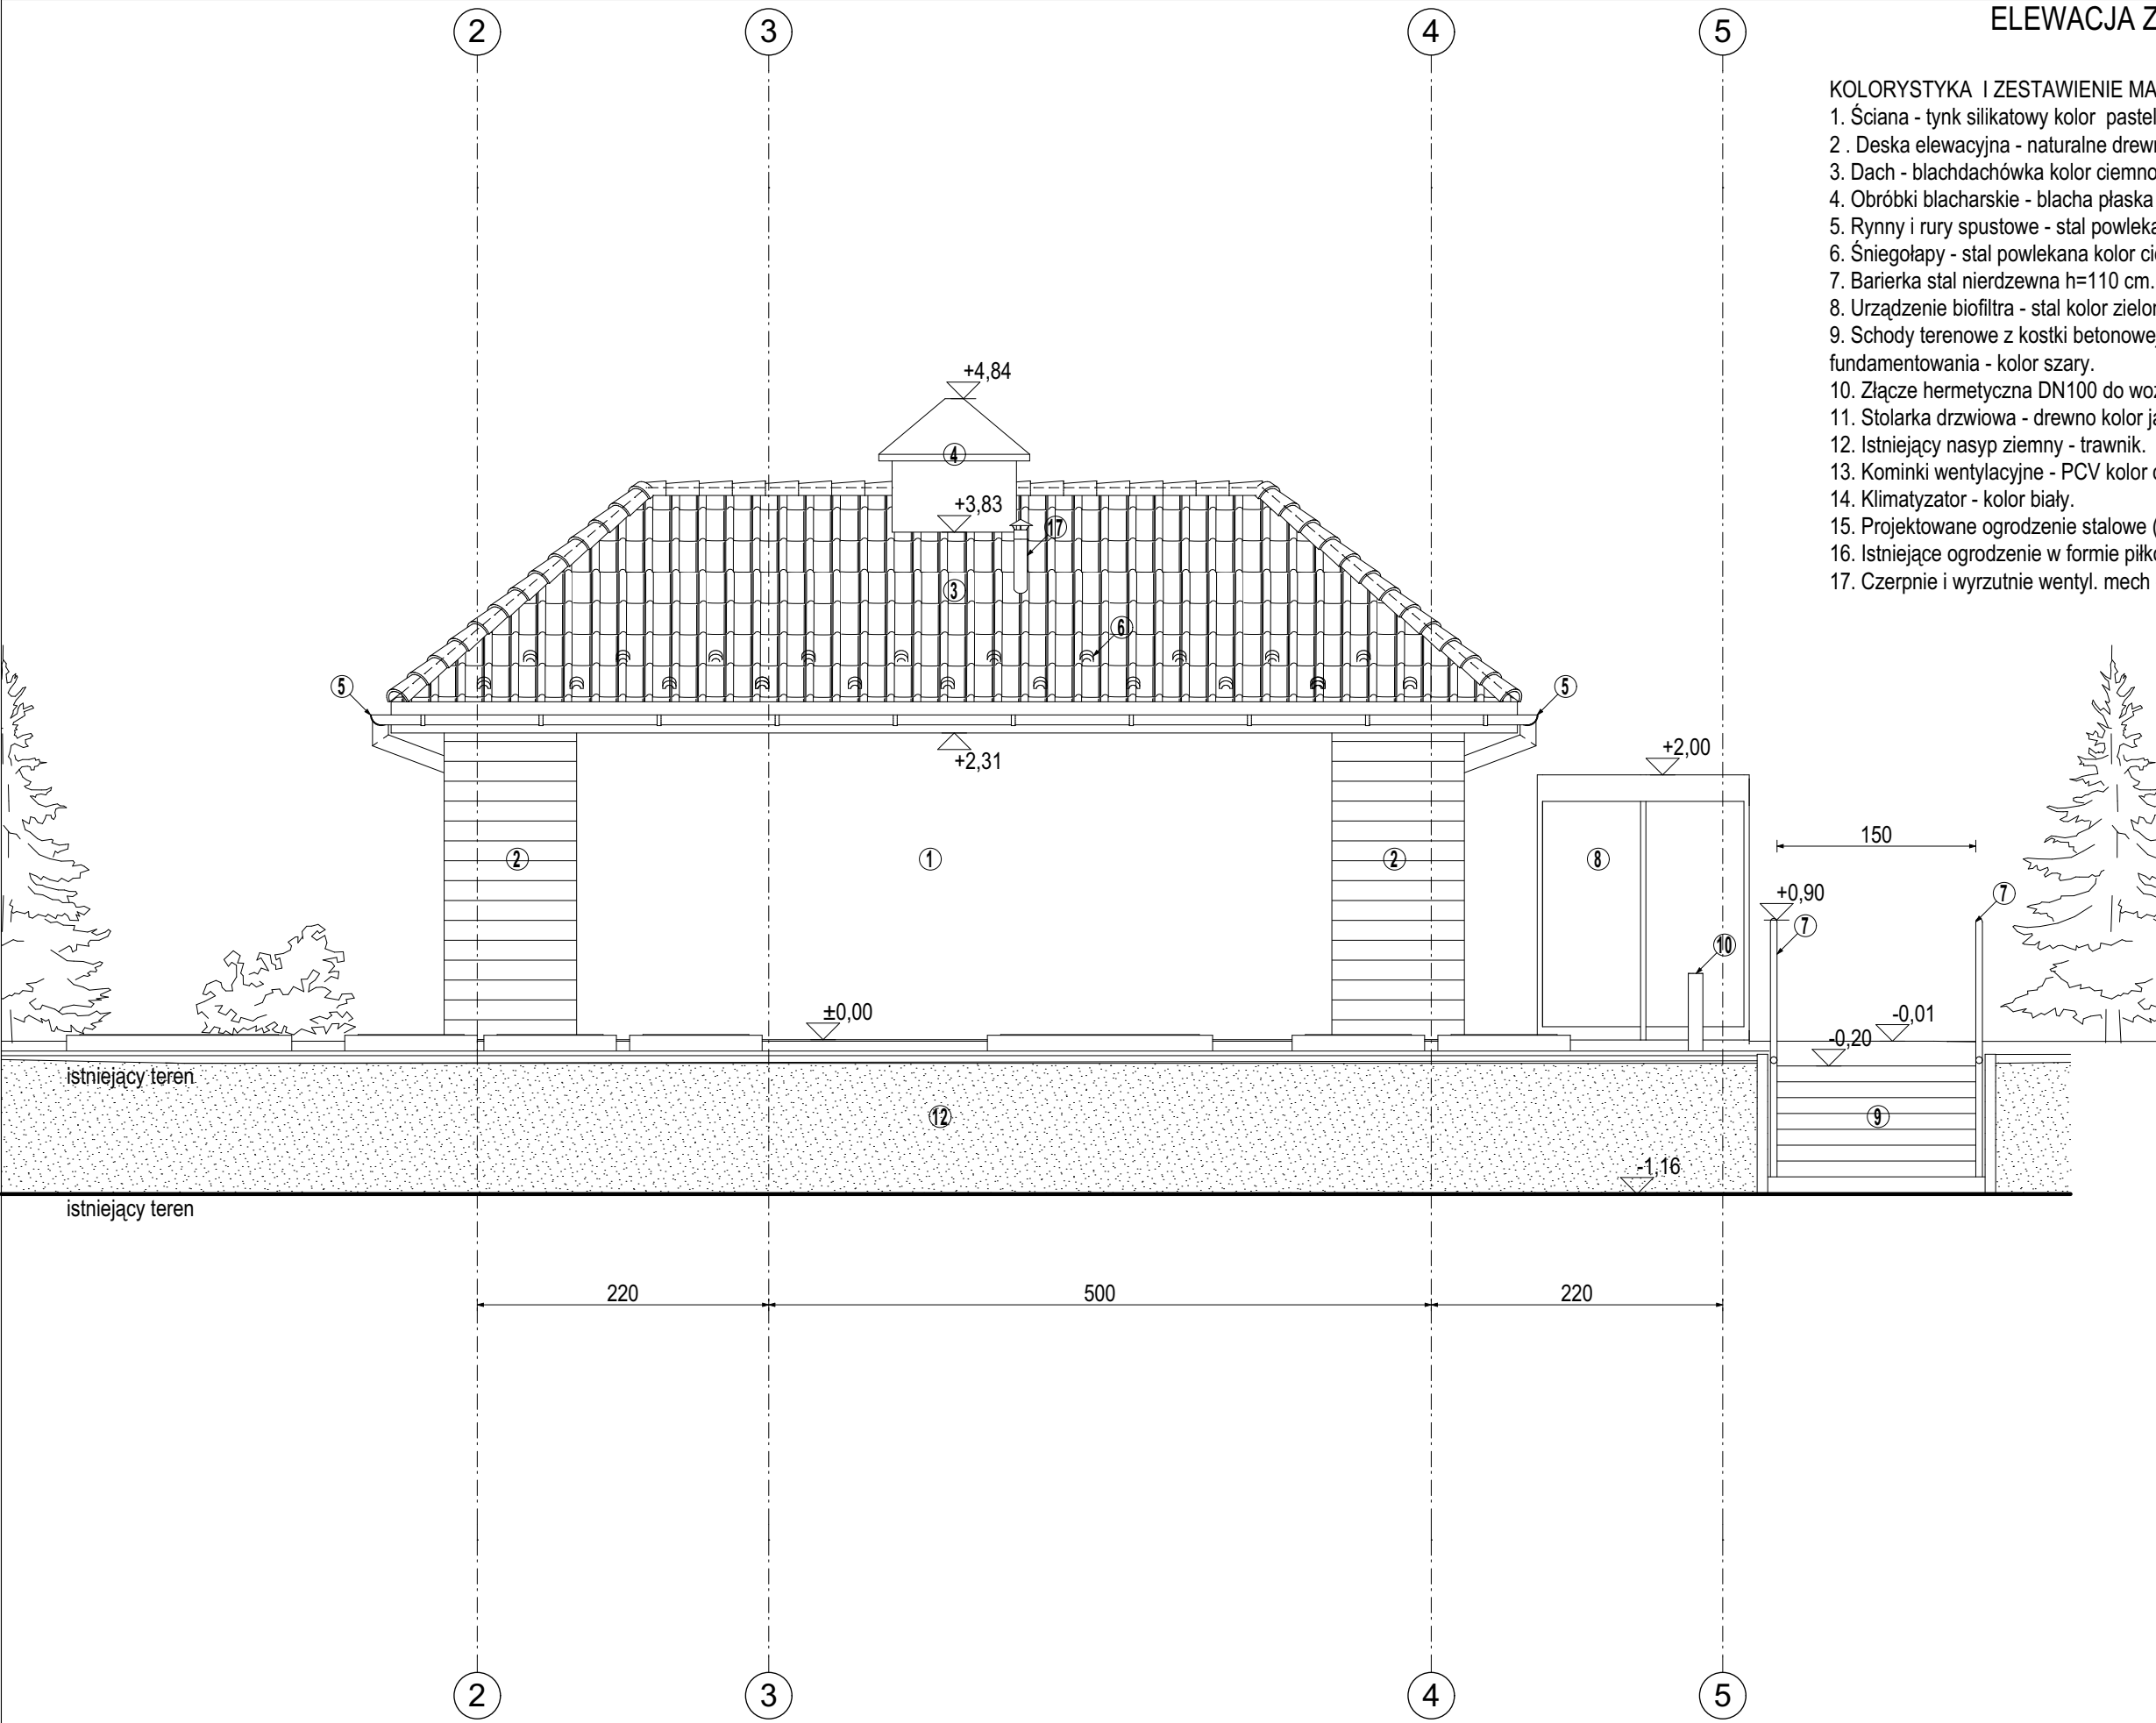 2
3
4
5
ELEWACJA Z
KOLORYSTYKA I ZESTAWIENIE MA
1. Ściana - tynk silikatowy kolor pastel
2 . Deska elewacyjna - naturalne drewn
3. Dach - blachdachówka kolor ciemno
4. Obróbki blacharskie - blacha płaska
5. Rynny i rury spustowe - stal powleka
6. Śniegołapy - stal powlekana kolor cie
7. Barierka stal nierdzewna h=110 cm.
8. Urządzenie biofiltra - stal kolor zielon
9. Schody terenowe z kostki betonowej
fundamentowania - kolor szary.
10. Złącze hermetyczna DN100 do woz
11. Stolarka drzwiowa - drewno kolor ja
12. Istniejący nasyp ziemny - trawnik.
13. Kominki wentylacyjne - PCV kolor c
14. Klimatyzator - kolor biały.
15. Projektowane ogrodzenie stalowe (
16. Istniejące ogrodzenie w formie piłko
17. Czerpnie i wyrzutnie wentyl. mech
+4,84
4
+3,83
17
3
6
5
5
+2,31
+2,00
150
2
1
2
8
+0,90
7
7
10
±0,00
-0,01
-0,20
istniejący teren
12
9
-1,16
istniejący teren
220
500
220
2
3
4
5